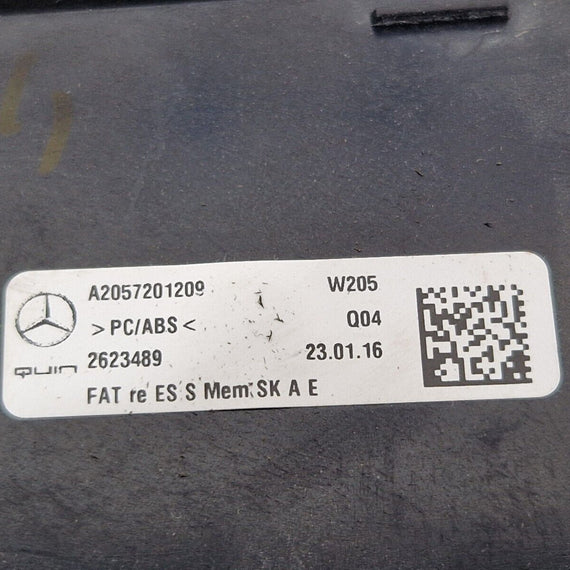 A2057201209 W205
>PC/ABS< Q04
QUIN 2623489 23.01.16
FAT re ES S Mem SK A E